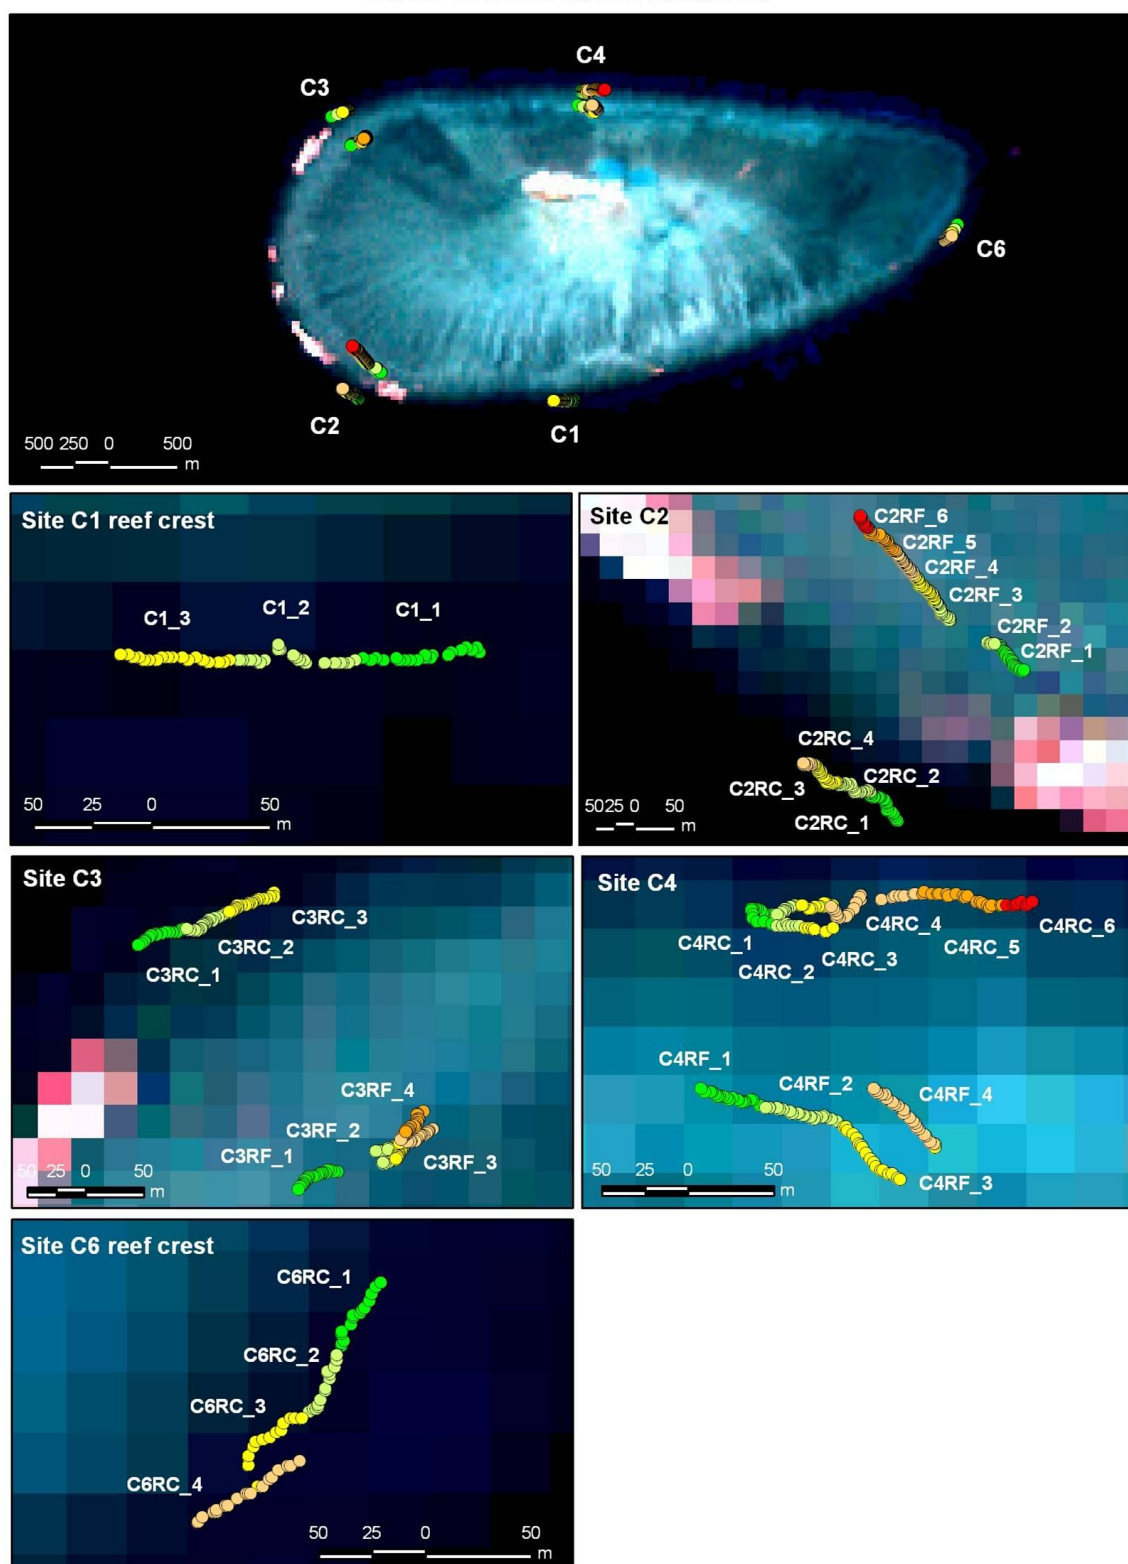 C4
C3
C6
C2
C1
500 250 0 500
m
Site C1 reef crest
C1_3
C1_2
C1_1
50 25 0 50
m
Site C2
C2RF_6
C2RF_5
C2RF_4
C2RF_3
C2RF_2
C2RF_1
C2RC_4
C2RC_2
C2RC_3
C2RC_1
5025 0 50
m
Site C3
C3RC_3
C3RC_2
C3RC_1
C3RF_4
C3RF_2
C3RF_1
C3RF_3
50 25 0 50
m
Site C4
C4RC_1
C4RC_4
C4RC_6
C4RC_5
C4RC_3
C4RC_2
C4RF_1
C4RF_2
C4RF_4
C4RF_3
50 25 0 50
m
Site C6 reef crest
C6RC_1
C6RC_2
C6RC_3
C6RC_4
50 25 0 50
m